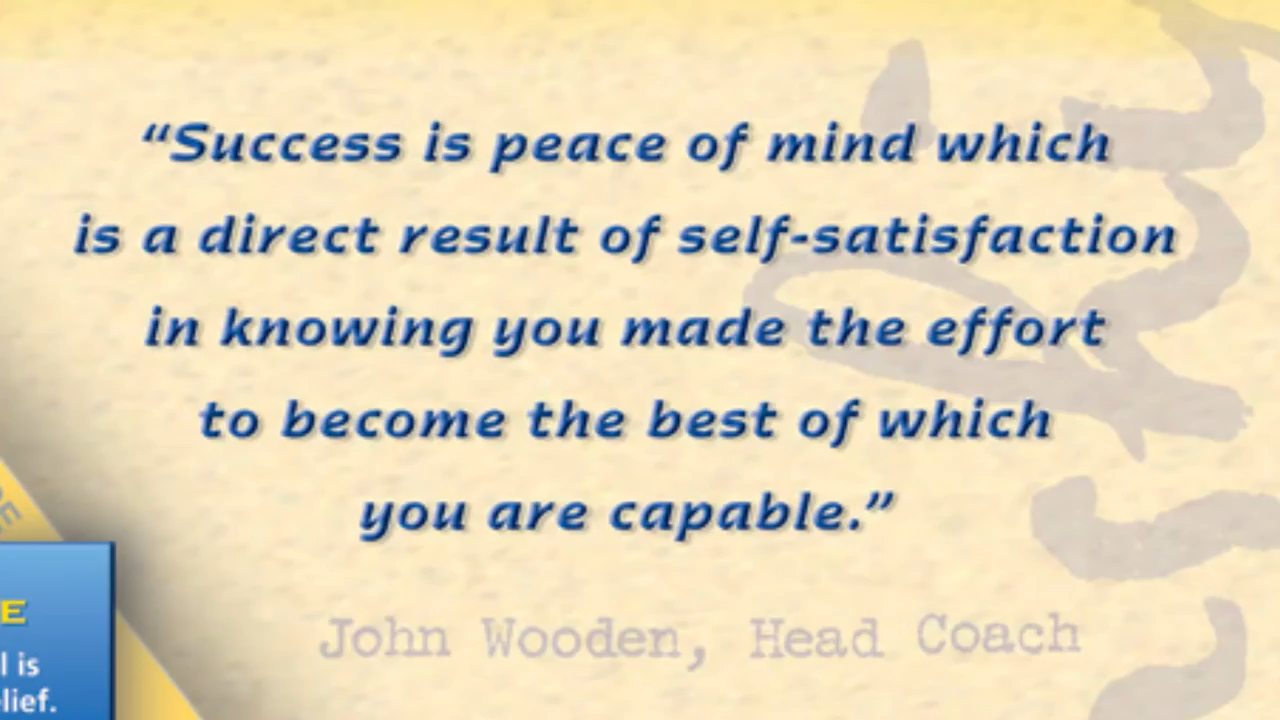 “Success is peace of mind which
is a direct result of self-satisfaction
in knowing you made the effort
to become the best of which
you are capable.”
John Wooden, Head Coach
E
l is
elief.